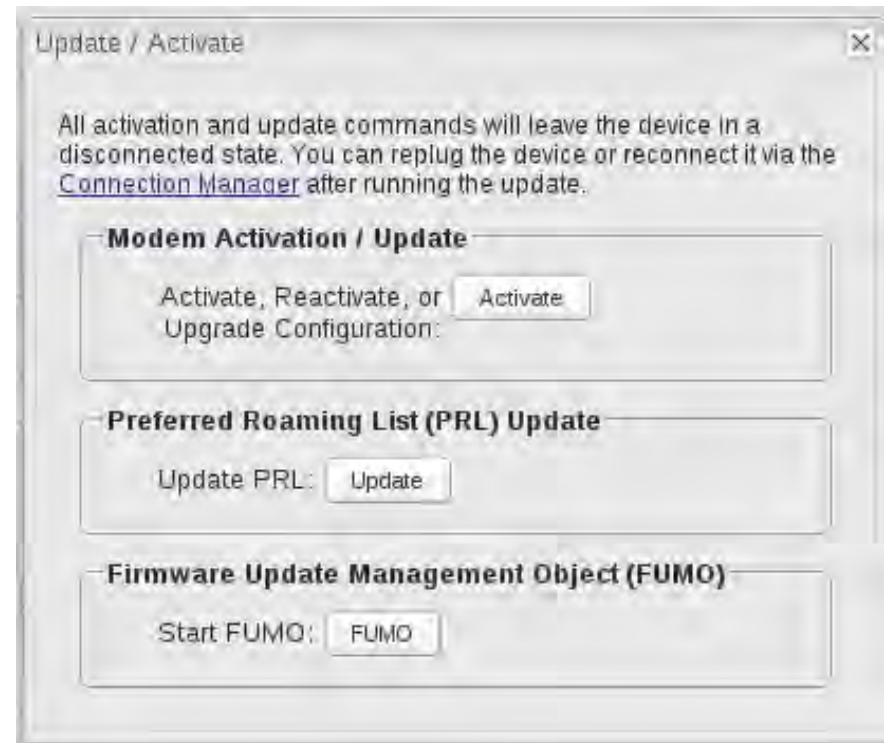 Update / Activate
All activation and update commands will leave the device in a
disconnected state. You can replug the device or reconnect it via the
Connection Manager after running the update.
Modem Activation / Update
Activate, Reactivate, or
Upgrade Configuration:
Activate
Preferred Roaming List (PRL) Update
Update PRL: Update
Firmware Update Management Object (FUMO)
Start FUMO: FUMO